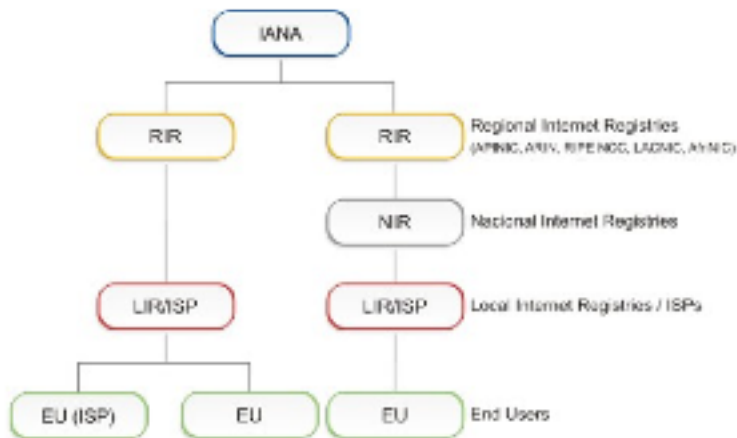 IANA
RIR
RIR
Regional Internet Registries
(APNIC, ARIN, RIPE NCC, LACNIC, AfriNIC)
NIR
Nacional Internet Registries
LIR/ISP
LIR/ISP
Local Internet Registries / ISPs
EU (ISP)
EU
EU
End Users